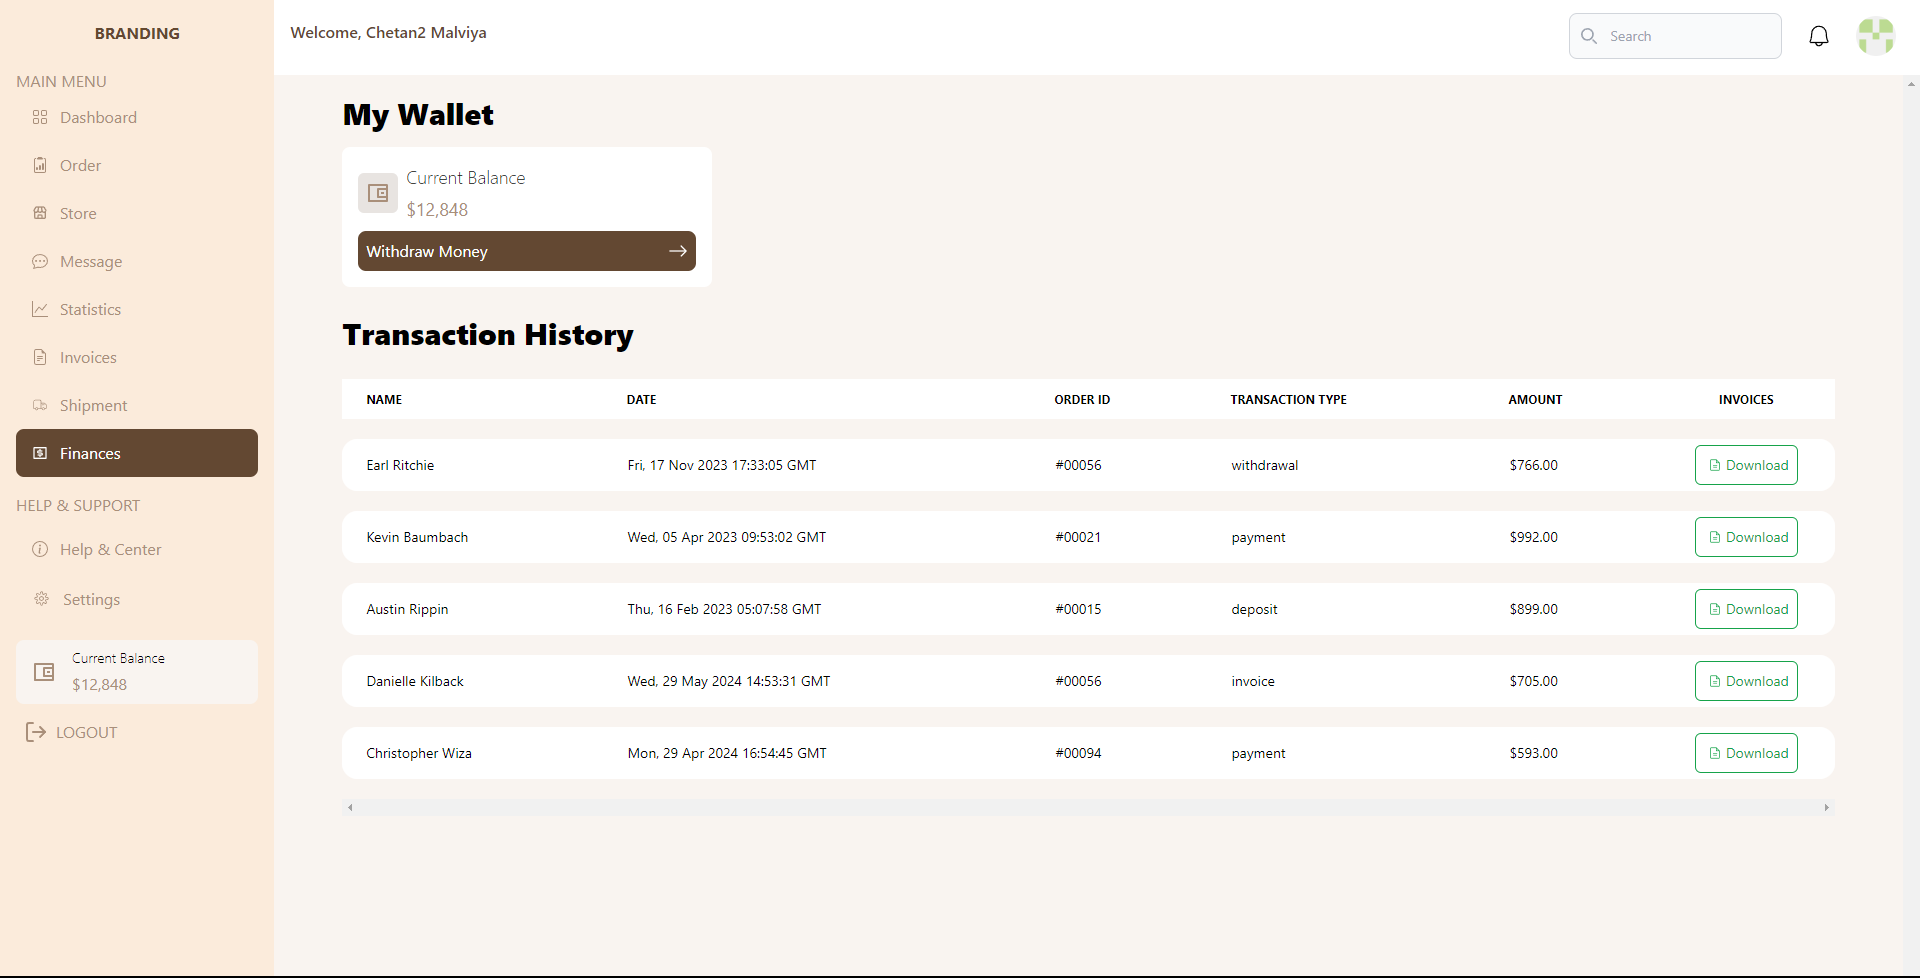 BRANDING
Welcome, Chetan2 Malviya
Search
MAIN MENU
Dashboard
Order
Store
Message
Statistics
Invoices
Shipment
Finances
HELP & SUPPORT
Help & Center
Settings
Current Balance
$12,848
LOGOUT
My Wallet
Current Balance
$12,848
Withdraw Money
Transaction History
NAME DATE ORDER ID TRANSACTION TYPE AMOUNT INVOICES
Earl Ritchie Fri, 17 Nov 2023 17:33:05 GMT #00056 withdrawal $766.00 Download
Kevin Baumbach Wed, 05 Apr 2023 09:53:02 GMT #00021 payment $992.00 Download
Austin Rippin Thu, 16 Feb 2023 05:07:58 GMT #00015 deposit $899.00 Download
Danielle Kilback Wed, 29 May 2024 14:53:31 GMT #00056 invoice $705.00 Download
Christopher Wiza Mon, 29 Apr 2024 16:54:45 GMT #00094 payment $593.00 Download